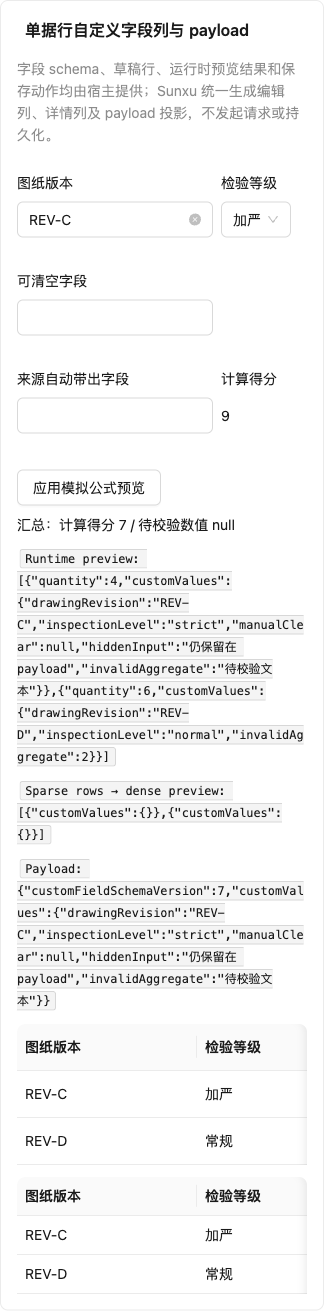 单据行自定义字段列与 payload
字段 schema、草稿行、运行时预览结果和保
存动作均由宿主提供；Sunxu 统一生成编辑
列、详情列及 payload 投影，不发起请求或持
久化。
图纸版本 检验等级
REV-C 加严
可清空字段
来源自动带出字段 计算得分
9
应用模拟公式预览
汇总：计算得分 7 / 待校验数值 null
Runtime preview:
[{"quantity":4,"customValues":
{"drawingRevision":"REV-
C","inspectionLevel":"strict","manualCle
ar":null,"hiddenInput":"仍保留在
payload","invalidAggregate":"待校验文
本"}},{"quantity":6,"customValues":
{"drawingRevision":"REV-
D","inspectionLevel":"normal","invalidAg
gregate":2}}]
Sparse rows → dense preview:
[{"customValues":{}},{"customValues":
{}}]
Payload:
{"customFieldSchemaVersion":7,"customVal
ues":{"drawingRevision":"REV-
C","inspectionLevel":"strict","manualCle
ar":null,"hiddenInput":"仍保留在
payload","invalidAggregate":"待校验文
本"}}
图纸版本 检验等级
REV-C 加严
REV-D 常规
图纸版本 检验等级
REV-C 加严
REV-D 常规